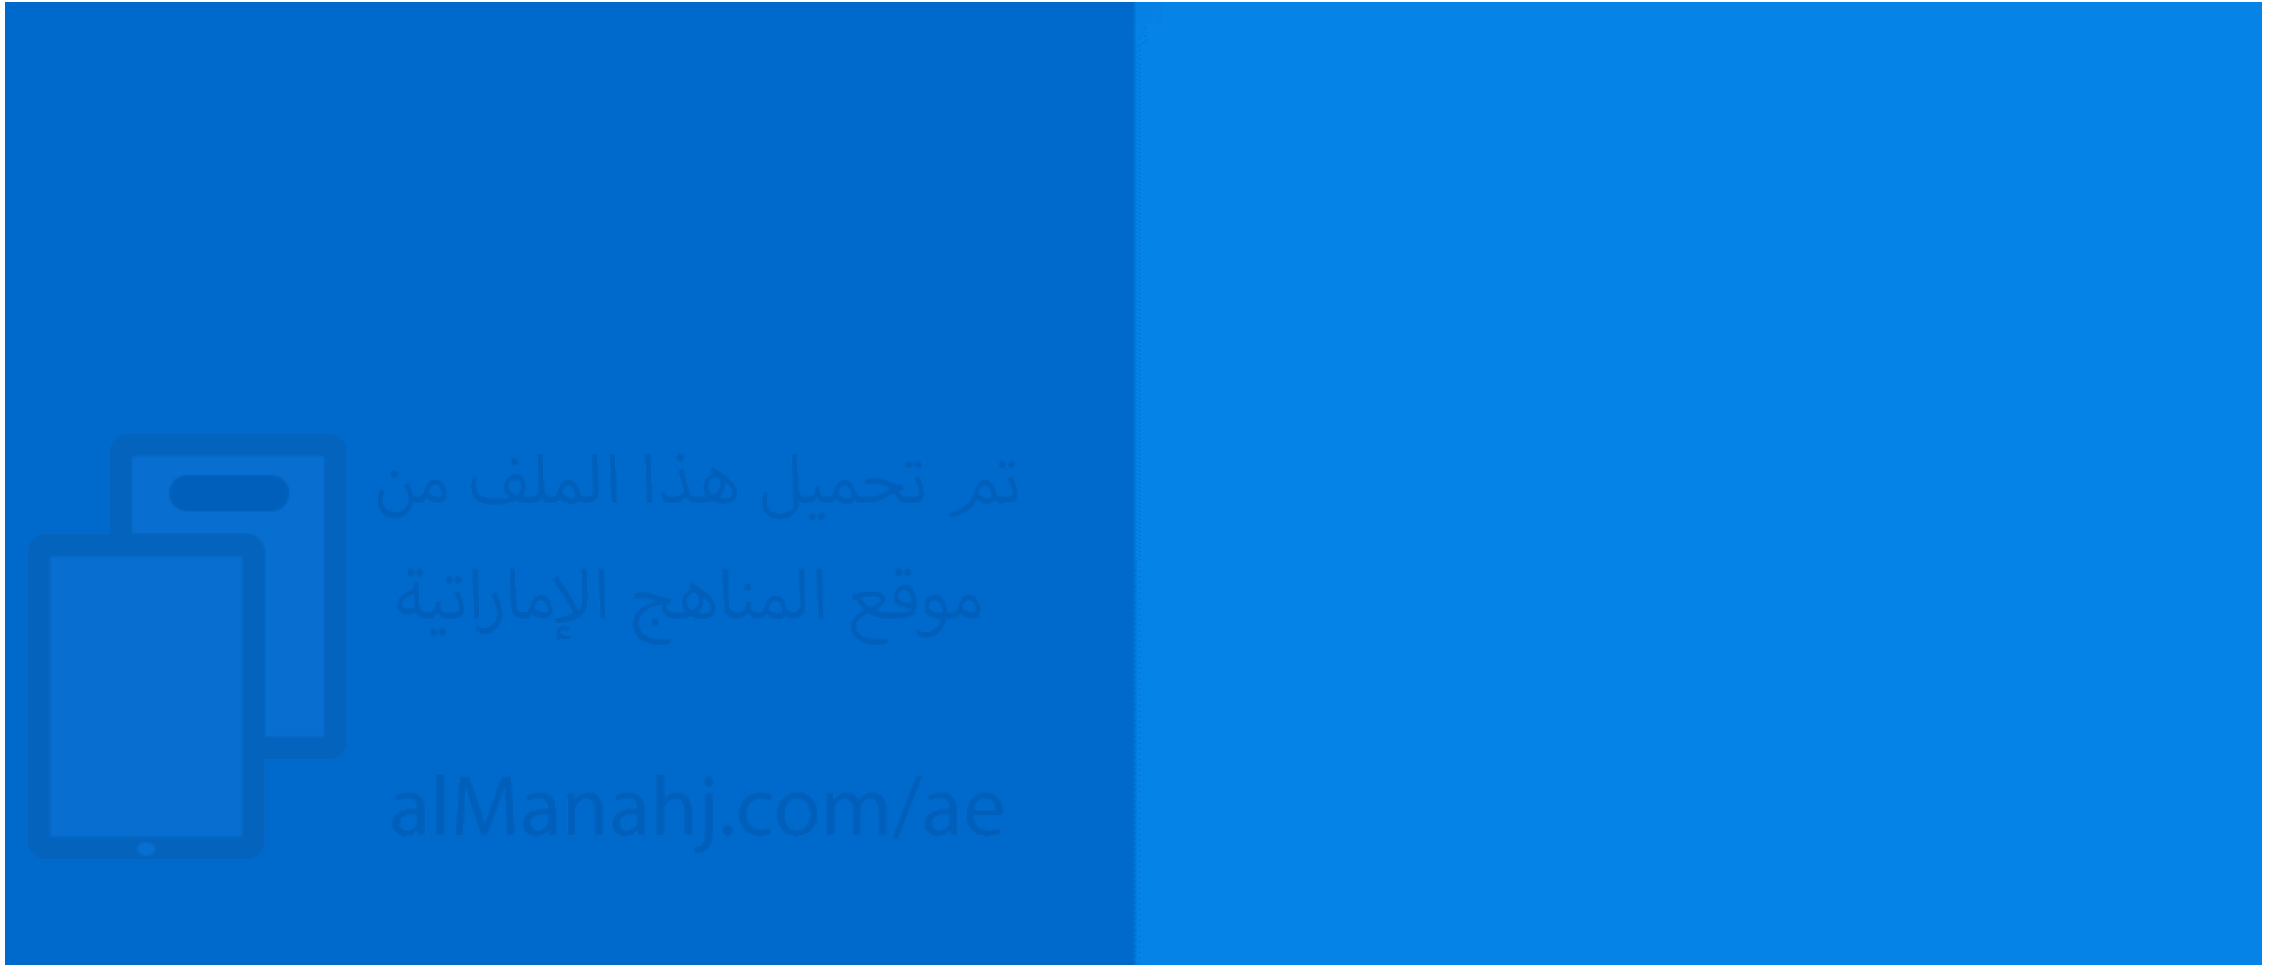 تم تحميل هذا الملف من
موقع المناهج الإماراتية
alManahj.com/ae